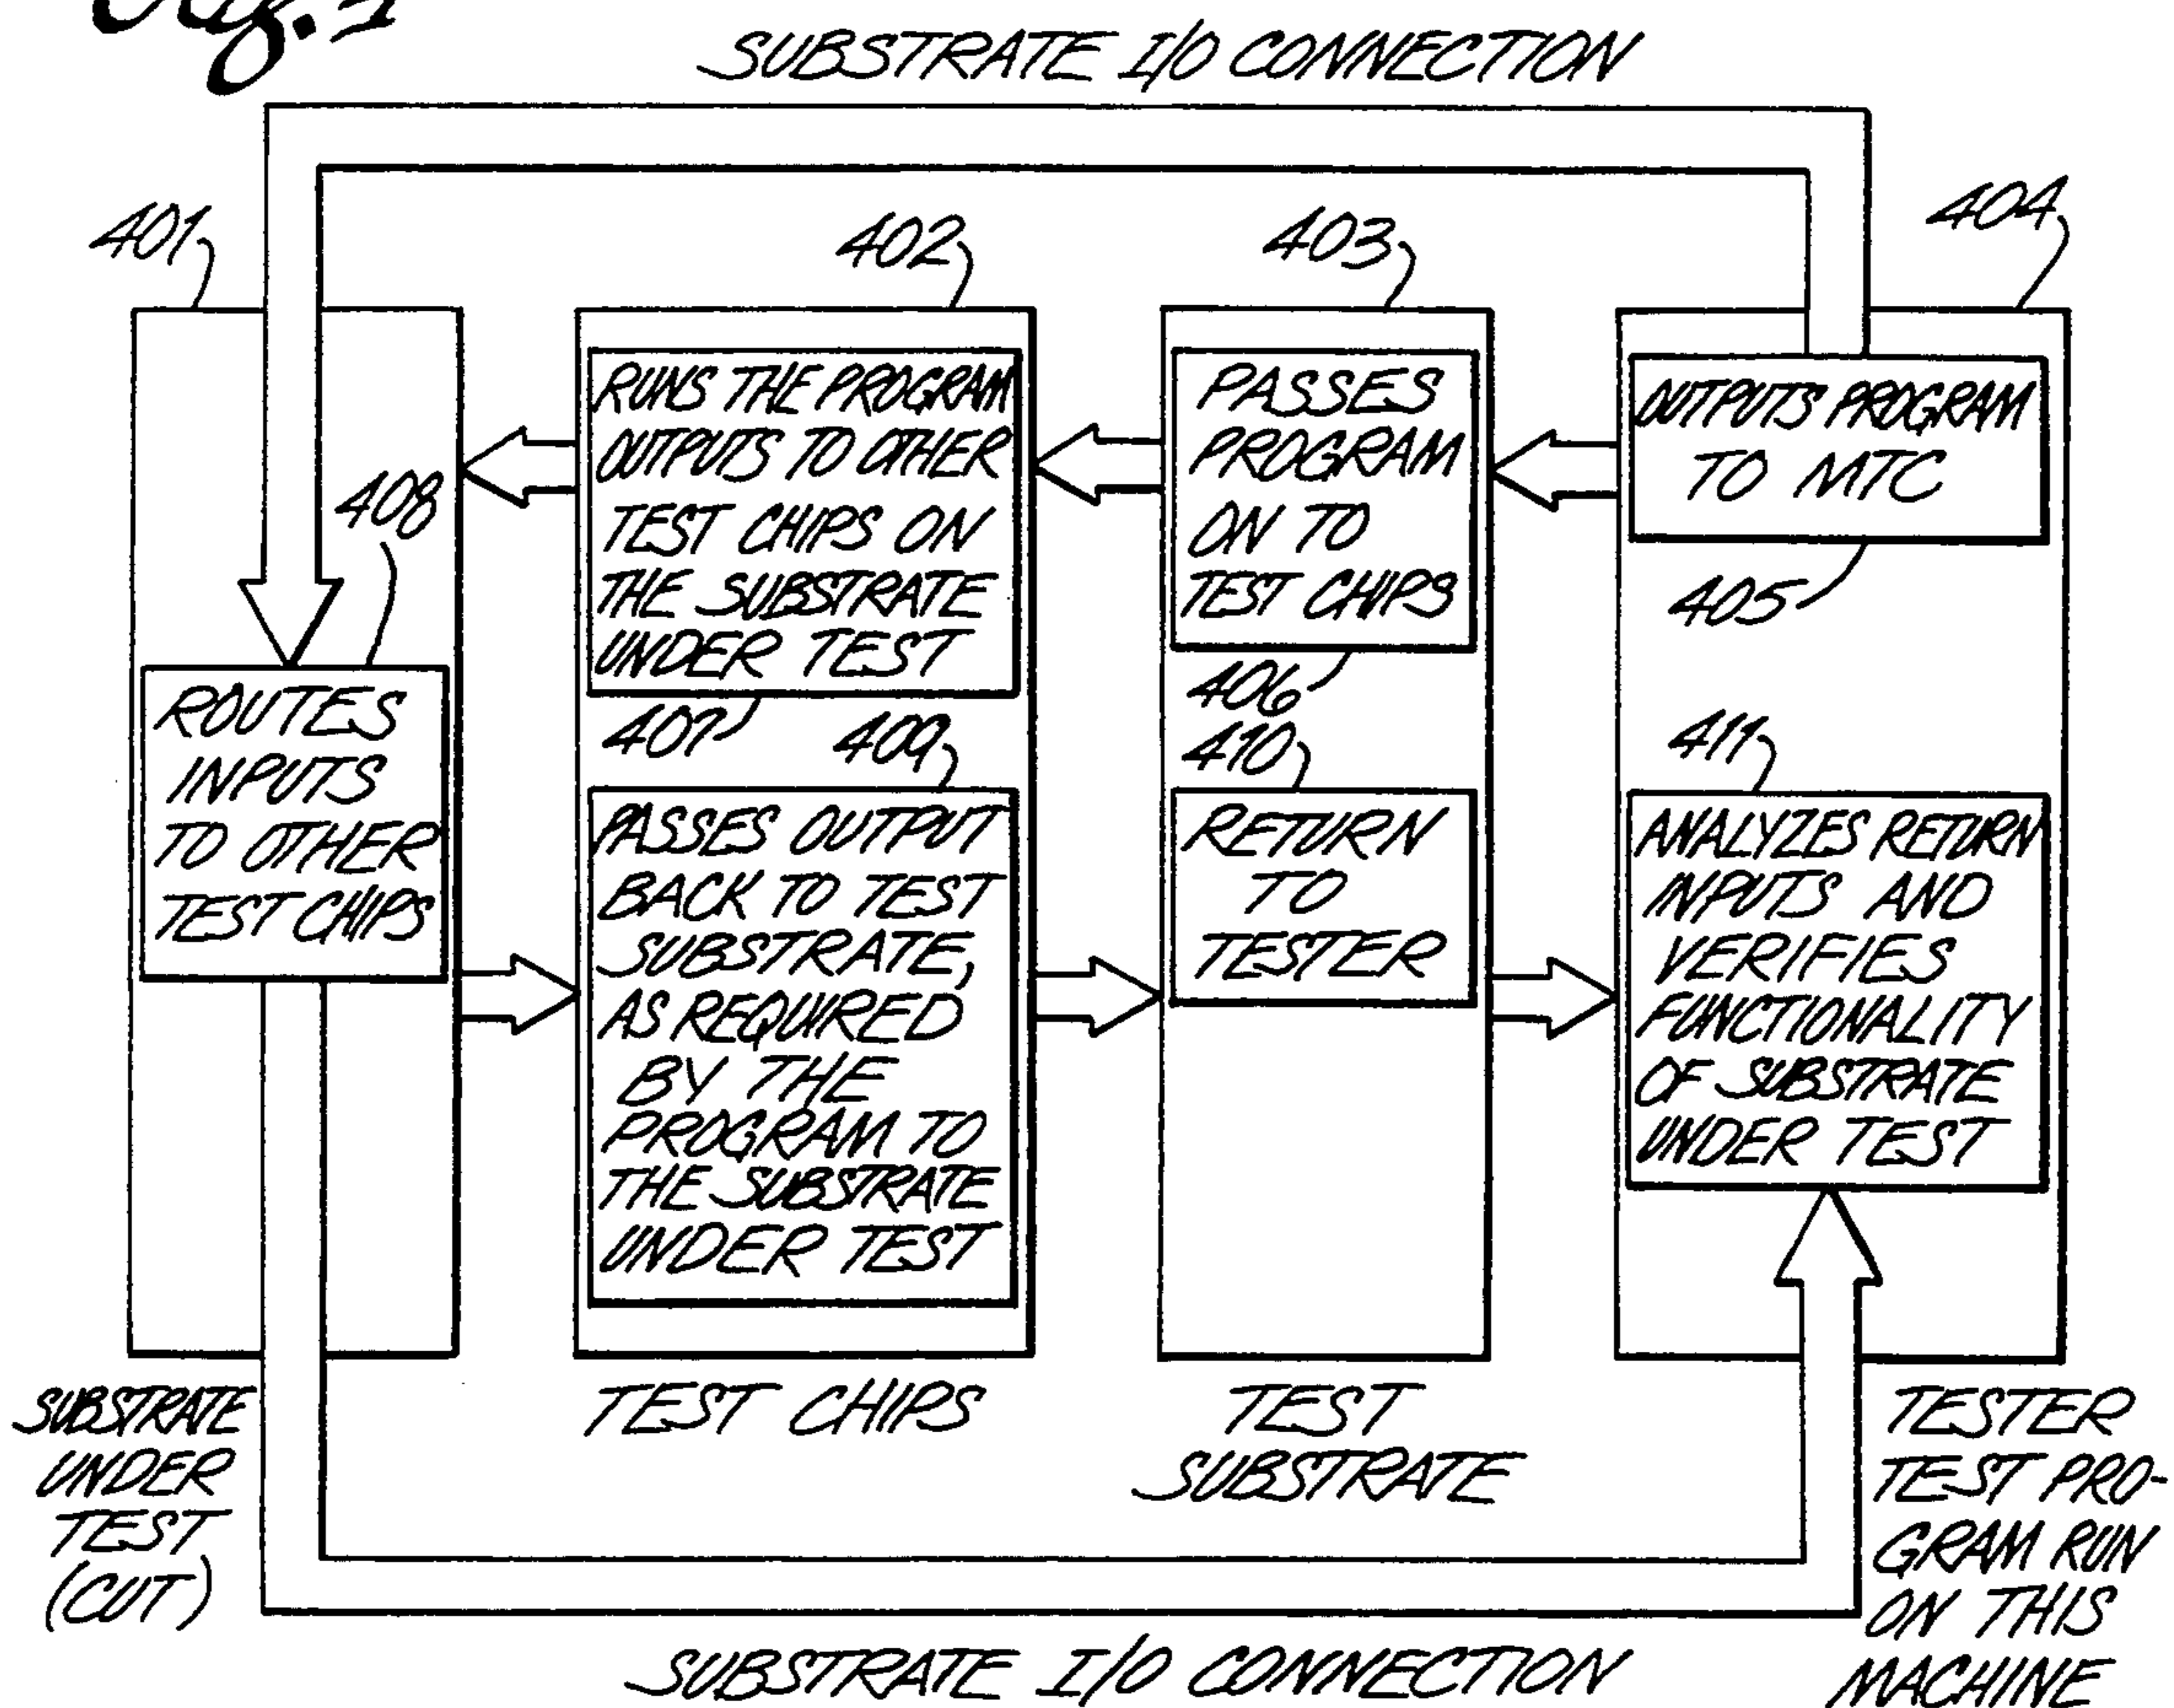 SUBSTRATE I/O CONNECTION
401
402
403
404
RUNS THE PROGRAM
OUTPUTS TO OTHER
TEST CHIPS ON
THE SUBSTRATE
UNDER TEST
PASSES
PROGRAM
ON TO
TEST CHIPS
OUTPUTS PROGRAM
TO MTC
408
405
406
407
409
410
411
ROUTES
INPUTS
TO OTHER
TEST CHIPS
PASSES OUTPUT
BACK TO TEST
SUBSTRATE,
AS REQUIRED
BY THE
PROGRAM TO
THE SUBSTRATE
UNDER TEST
RETURN
TO
TESTER
ANALYZES RETURN
INPUTS AND
VERIFIES
FUNCTIONALITY
OF SUBSTRATE
UNDER TEST
SUBSTRATE
UNDER
TEST
(CUT)
TEST CHIPS
TEST
SUBSTRATE
TESTER
TEST PRO-
GRAM RUN
ON THIS
MACHINE
SUBSTRATE I/O CONNECTION